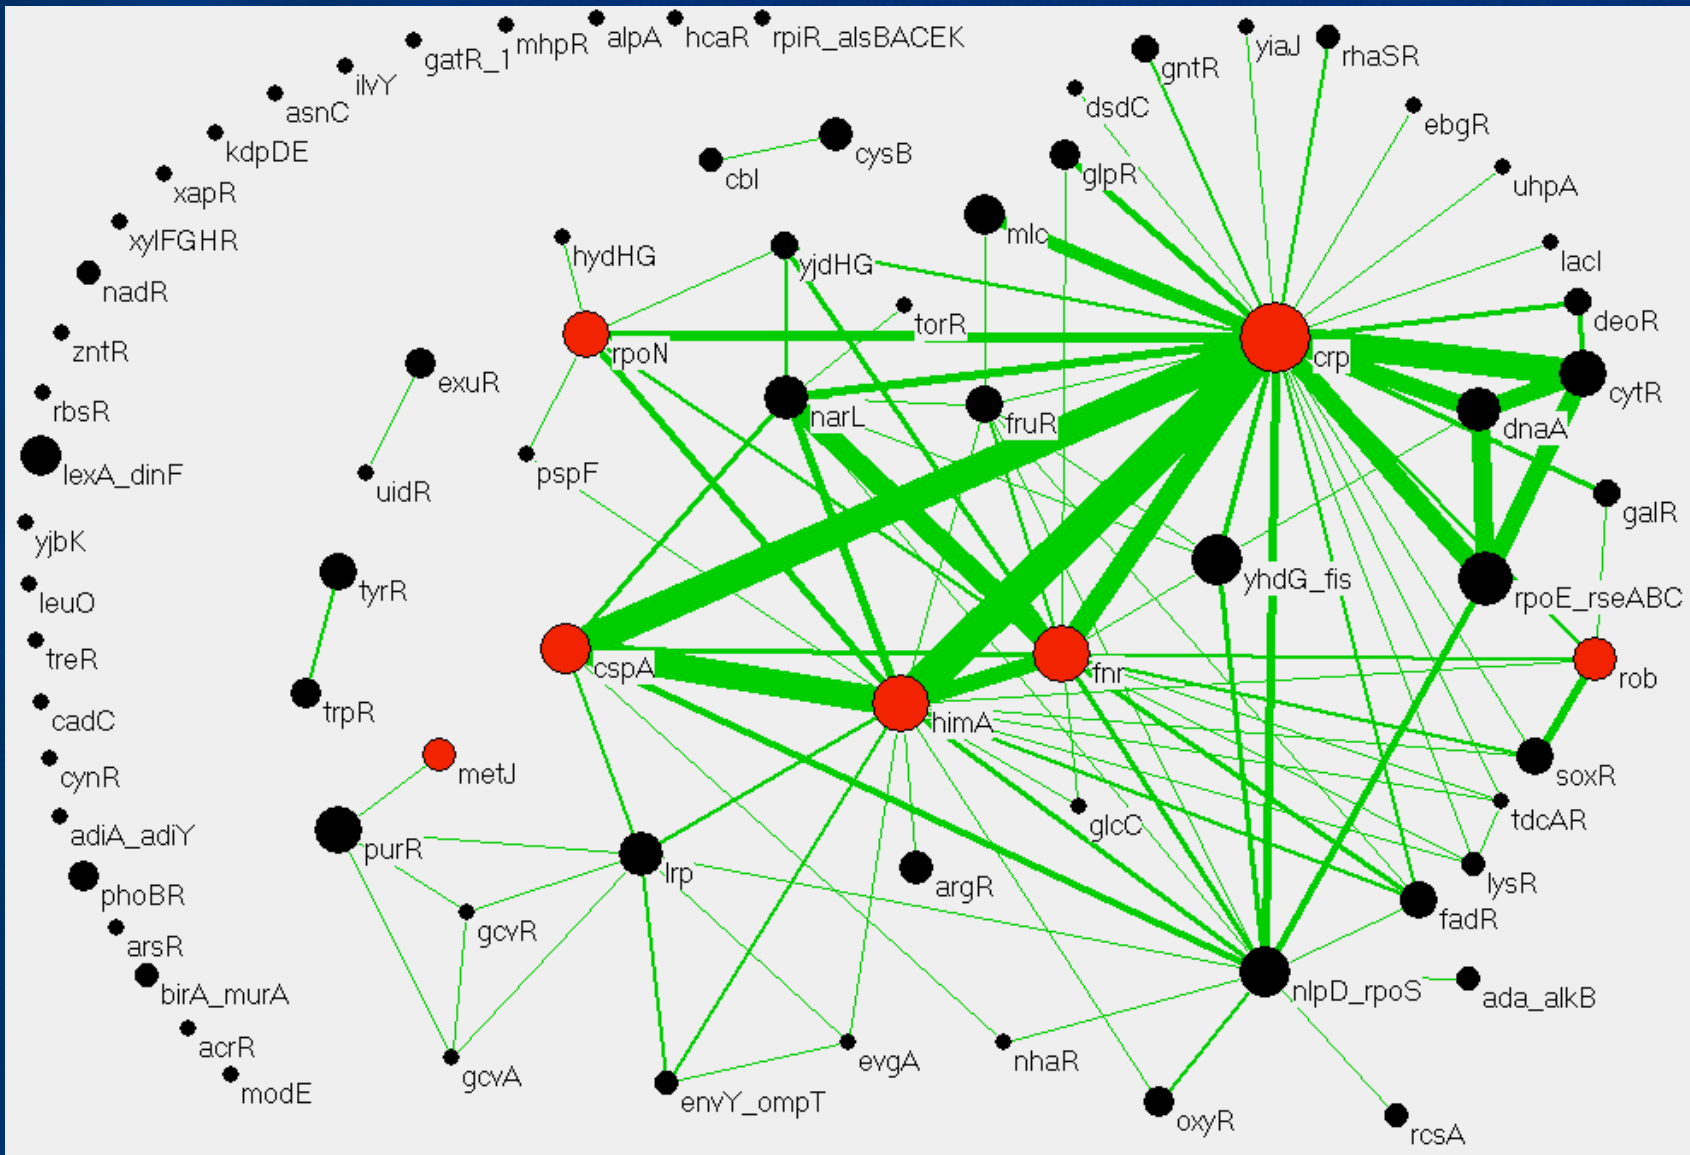 mhpR
alpA
hcaR
rpiR_alsBACEK
gatR_1
ilvY
asnC
kdpDE
xapR
xylFGHR
nadR
zntR
rbsR
lexA_dinF
yjbK
leuO
treR
cadC
cynR
adiA_adiY
phoBR
arsR
birA_murA
acrR
modE
yiaJ
rhaSR
gntR
dsdC
ebgR
cysB
cbl
glpR
uhpA
mlc
hydHG
yjdHG
lacI
torR
deoR
rpoN
crp
exuR
cytR
narL
fruR
dnaA
pspF
uidR
galR
tyrR
yhdG_fis
rpoE_rseABC
cspA
fnr
rob
trpR
himA
metJ
soxR
glcC
tdcAR
purR
lrp
argR
lysR
fadR
gcvR
nlpD_rpoS
ada_alkB
gcvA
evgA
nhaR
envY_ompT
oxyR
rcsA